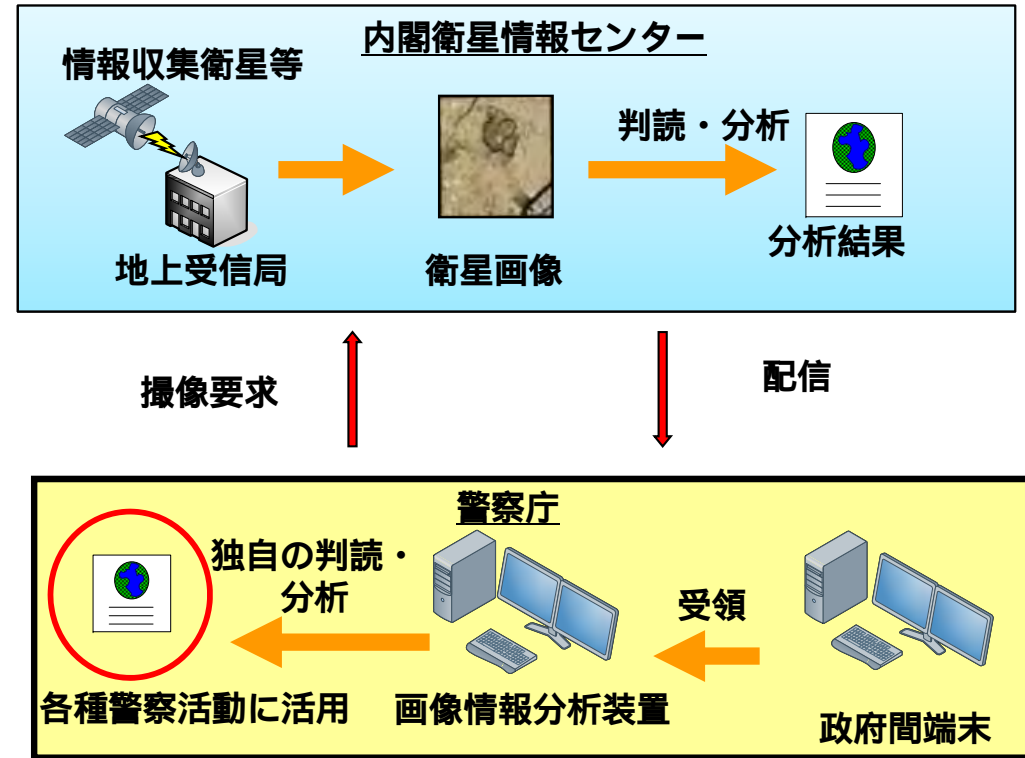 内閣衛星情報センター
情報収集衛星等
判読・分析
地上受信局
衛星画像
分析結果
撮像要求
配信
警察庁
独自の判読・
分析
受領
各種警察活動に活用
画像情報分析装置
政府間端末